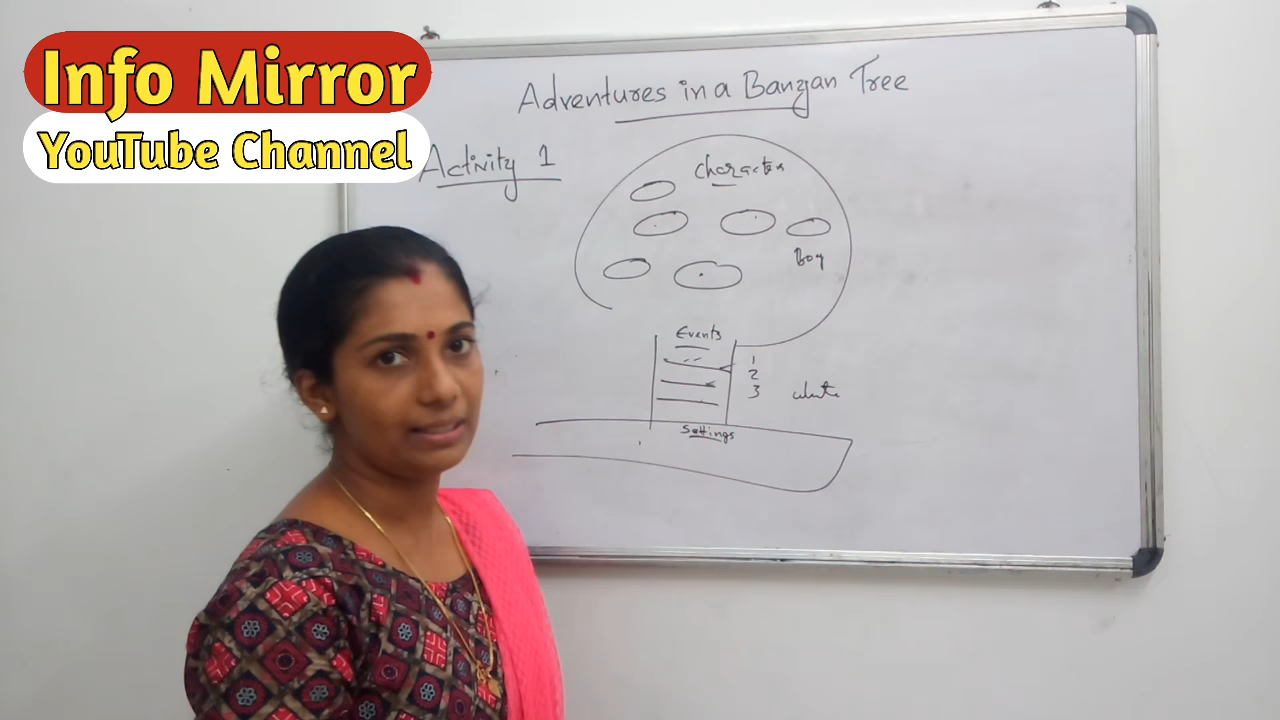 Info Mirror
YouTube Channel
Adventures in a Banyan Tree
Activity 1
Character
Boy
Events
1
2
3
Settings